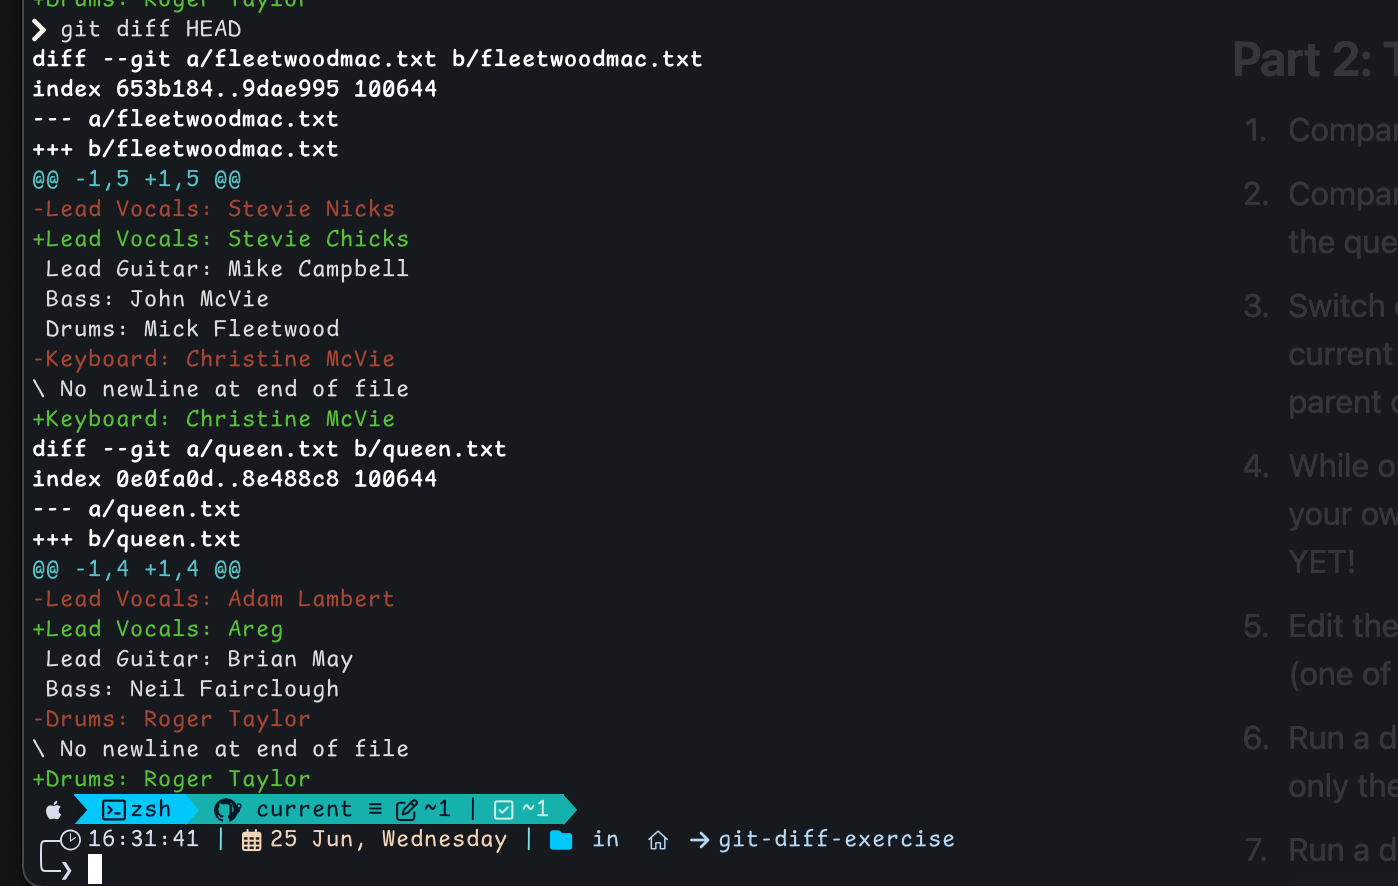 +Drums: Roger Taylor
❯ git diff HEAD
diff --git a/fleetwoodmac.txt b/fleetwoodmac.txt
index 653b184..9dae995 100644
--- a/fleetwoodmac.txt
+++ b/fleetwoodmac.txt
@@ -1,5 +1,5 @@
-Lead Vocals: Stevie Nicks
+Lead Vocals: Stevie Chicks
 Lead Guitar: Mike Campbell
 Bass: John McVie
 Drums: Mick Fleetwood
-Keyboard: Christine McVie
\ No newline at end of file
+Keyboard: Christine McVie
diff --git a/queen.txt b/queen.txt
index 0e0fa0d..8e488c8 100644
--- a/queen.txt
+++ b/queen.txt
@@ -1,4 +1,4 @@
-Lead Vocals: Adam Lambert
+Lead Vocals: Areg
 Lead Guitar: Brian May
 Bass: Neil Fairclough
-Drums: Roger Taylor
\ No newline at end of file
+Drums: Roger Taylor
zsh current ≡ ~1 | ~1
16:31:41 | 25 Jun, Wednesday | in → git-diff-exercise
❯
Part 2:
1. Compar
2. Compar
the que
3. Switch
current
parent
4. While o
your ow
YET!
5. Edit the
(one of
6. Run a d
only the
7. Run a d